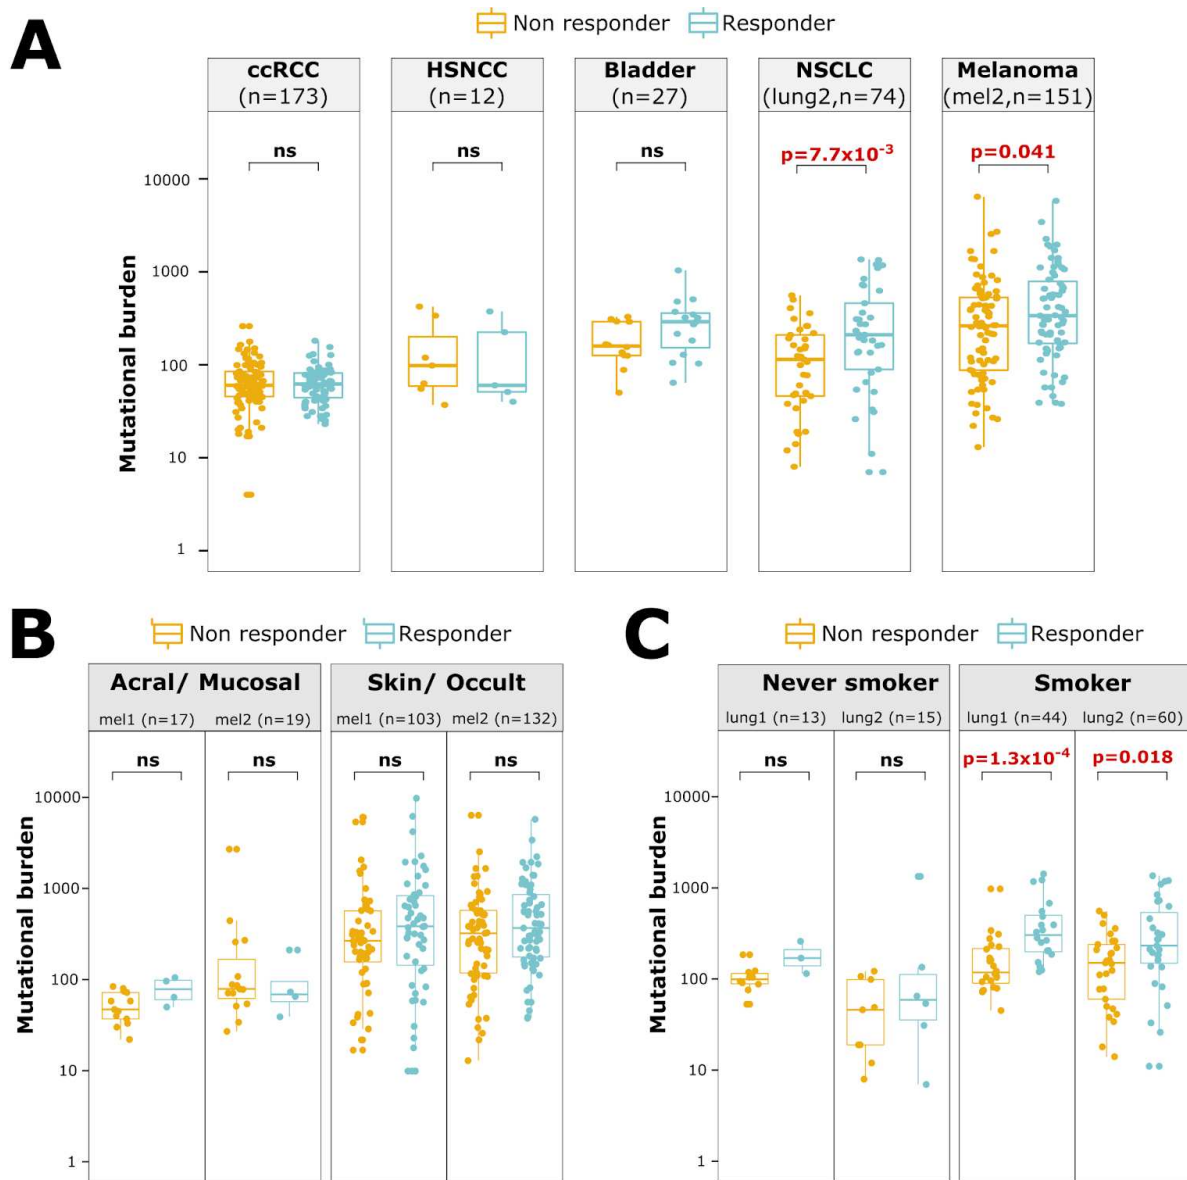 A
Non responder Responder
ccRCC HSNCC Bladder NSCLC Melanoma
(n=173) (n=12) (n=27) (lung2,n=74) (mel2,n=151)
ns ns ns p=7.7x10-3 p=0.041
10000
1000
100
10
1
Mutational burden
B
Non responder Responder
Acral/ Mucosal Skin/ Occult
mel1 (n=17) mel2 (n=19) mel1 (n=103) mel2 (n=132)
ns ns ns ns
10000
1000
100
10
1
Mutational burden
C
Non responder Responder
Never smoker Smoker
lung1 (n=13) lung2 (n=15) lung1 (n=44) lung2 (n=60)
ns ns p=1.3x10-4 p=0.018
10000
1000
100
10
1
Mutational burden